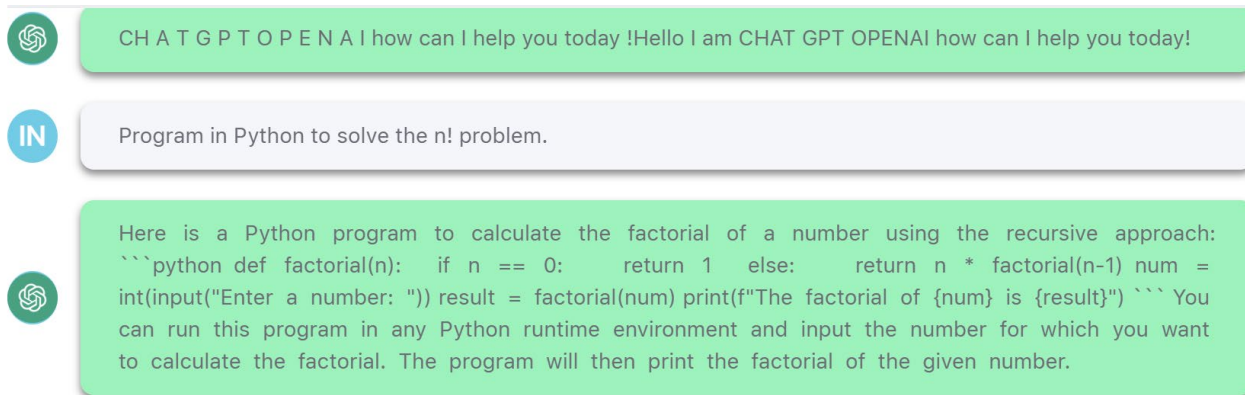 CH A T G P T O P E N A I how can I help you today !Hello I am CHAT GPT OPENAI how can I help you today!
IN
Program in Python to solve the n! problem.
Here is a Python program to calculate the factorial of a number using the recursive approach:
```python def factorial(n): if n == 0: return 1 else: return n * factorial(n-1) num =
int(input("Enter a number: ")) result = factorial(num) print(f"The factorial of {num} is {result}") ``` You
can run this program in any Python runtime environment and input the number for which you want
to calculate the factorial. The program will then print the factorial of the given number.